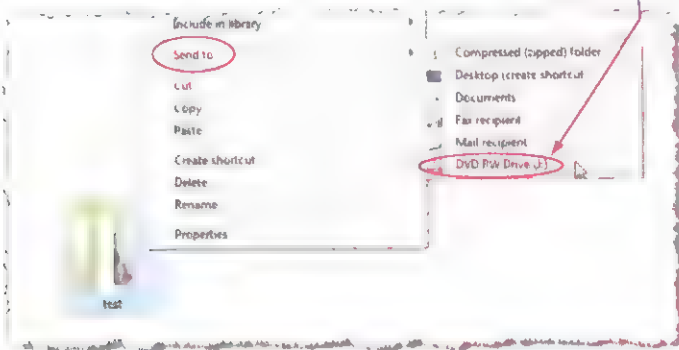 Include in library
Send to
Cut
Copy
Paste
Create shortcut
Delete
Rename
Properties
Compressed (zipped) folder
Desktop (create shortcut
Documents
Fax recipient
Mail recipient
DVD RW Drive
test